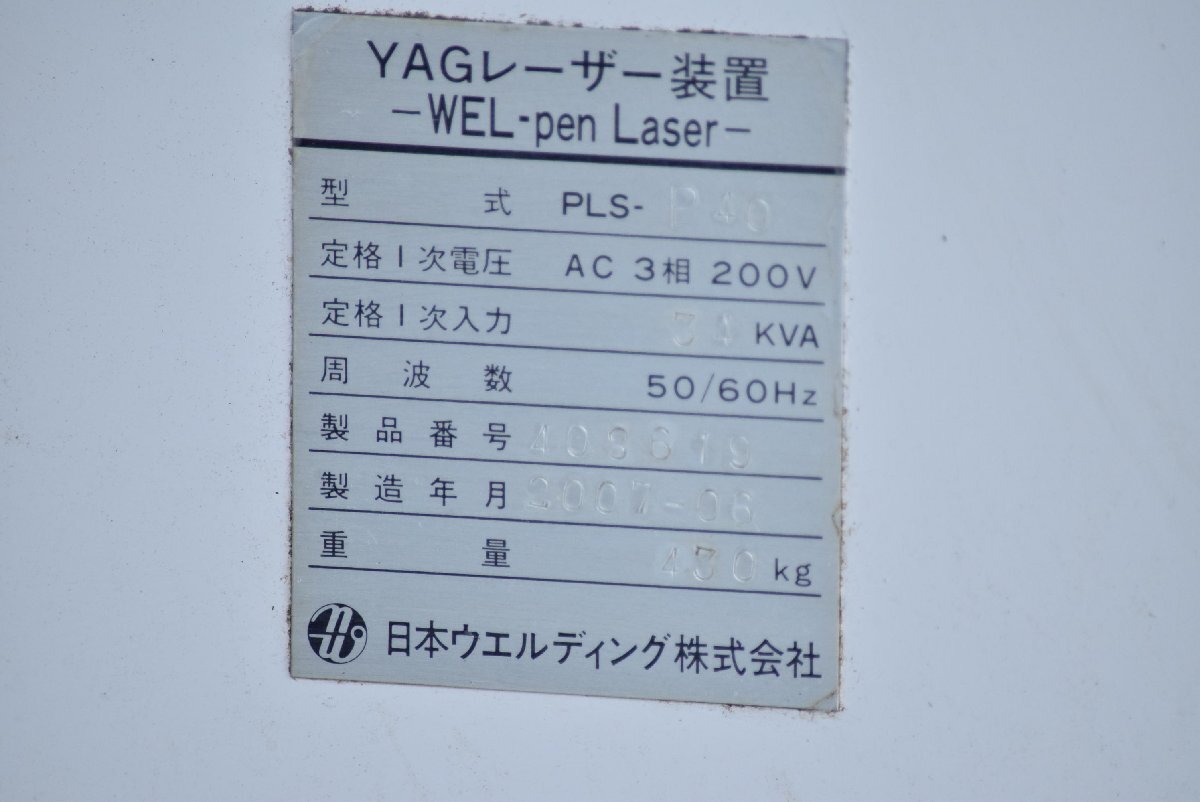 YAGレーザー装置
－WEL-pen Laser－
型式 PLS-P40
定格1次電圧 AC 3相 200V
定格1次入力 34 KVA
周波数 50/60Hz
製品番号
製造年月 2007-06
重量 430 kg
日本ウエルディング株式会社